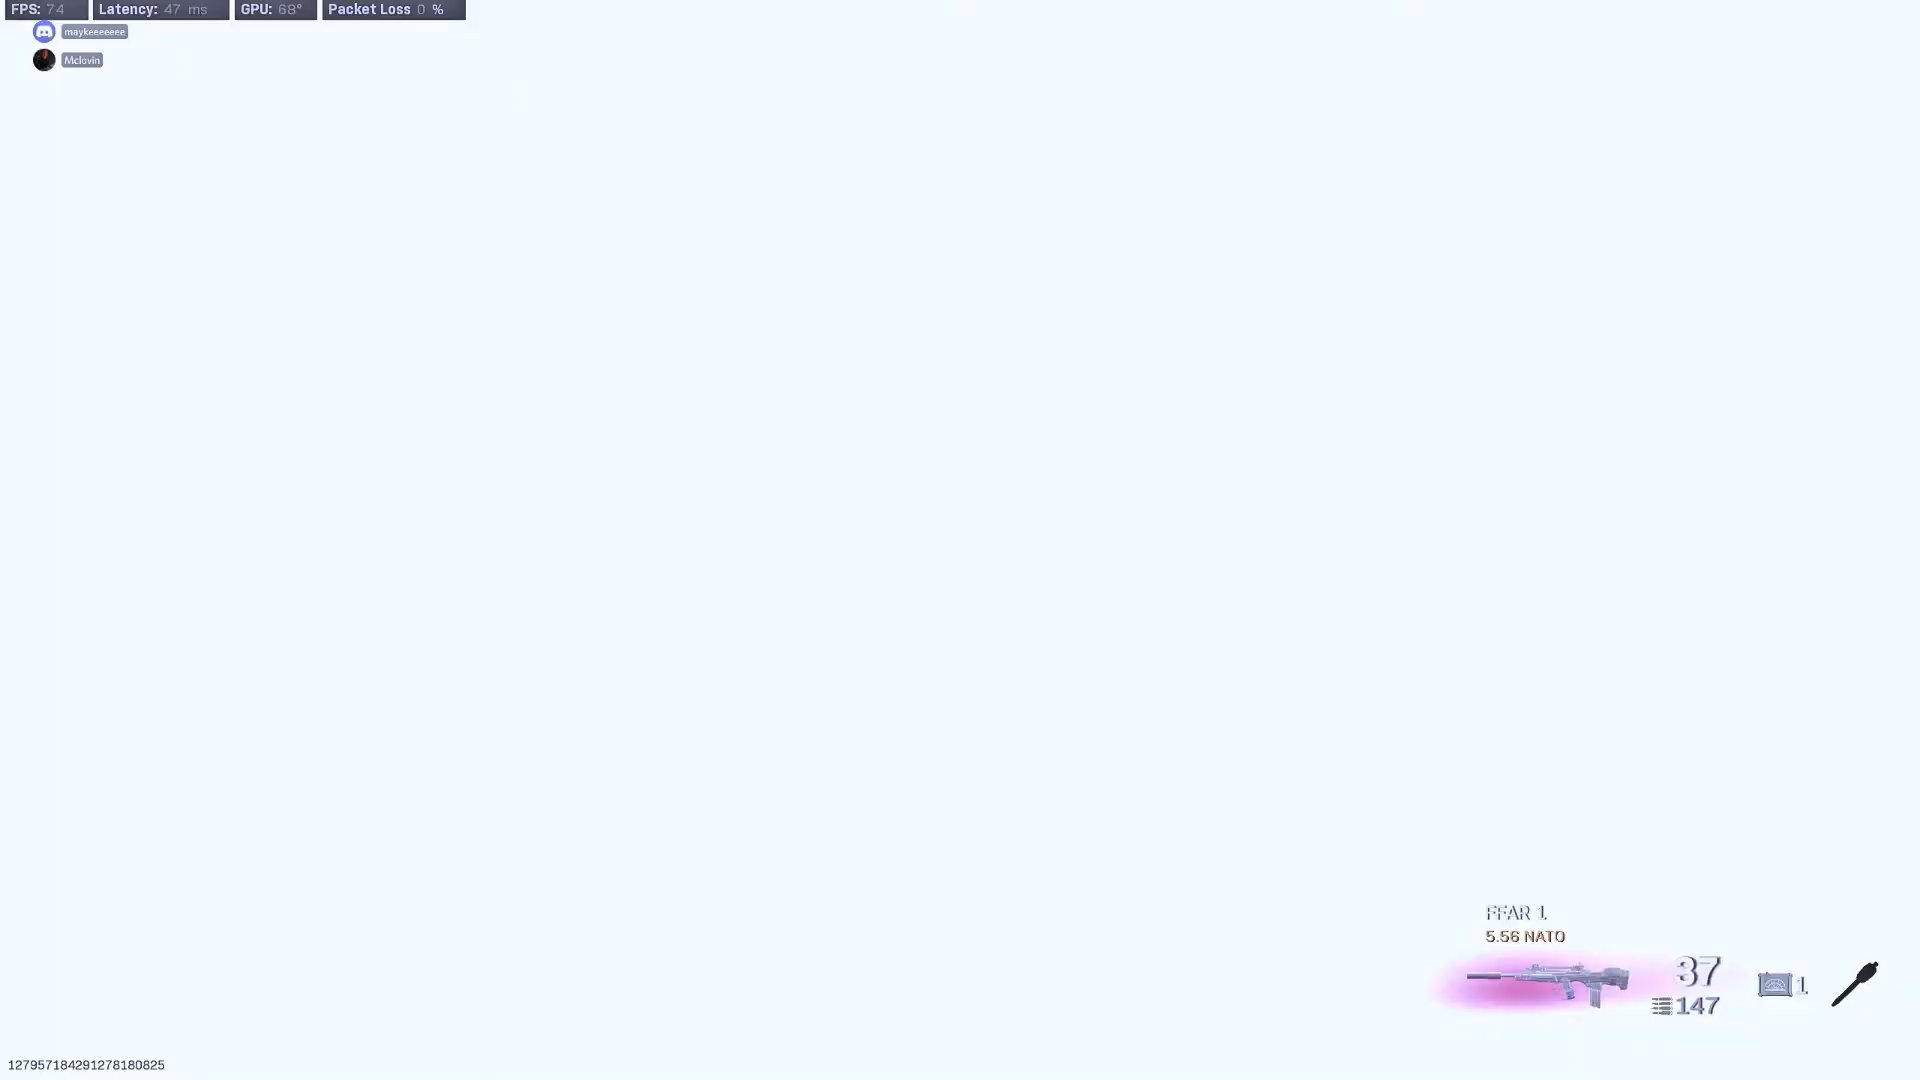 FPS: 74 Latency: 47 ms GPU: 68° Packet Loss 0 %
maykeeeeeee
Mclovin
FFAR 1
5.56 NATO
37
147
1
127957184291278180825